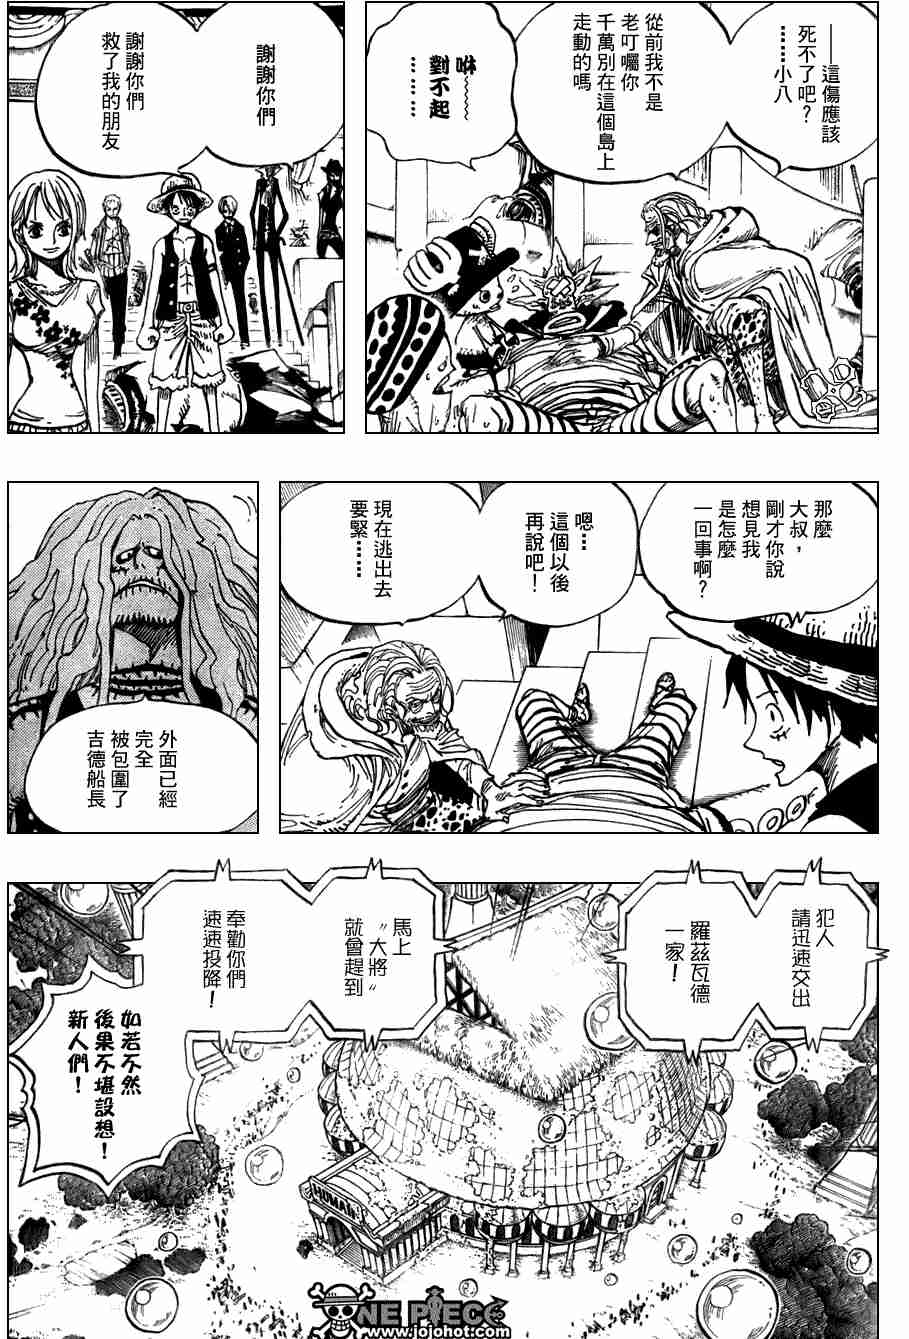 ——這傷應該
死不了吧？
……小八
從前我不是
老叮囑你
千萬別在這個島上
走動的嗎
咻～～～
對不起
………
謝謝你們
謝謝你們
救了我的朋友
那麼
大叔，
剛才你說
想見我
是怎麼
一回事啊？
嗯…
這個以後
再說吧！
現在逃出去
要緊……
外面已經
完全
被包圍了
吉德船長
犯人
請迅速交出
羅茲瓦德
一家！
馬上
〝大將〞
就會趕到
奉勸你們
速速投降！
如若不然
後果不堪設想！
新人們！
HUMAN
ONE PIECE
www.jojohot.com